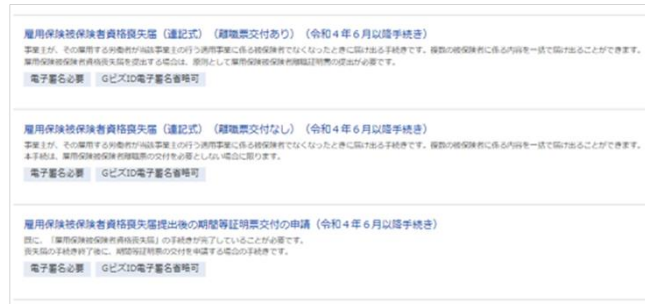 雇用保険被保険者資格喪失届（連記式）（離職票交付あり）（令和４年６月以降手続き）
事業主が、その雇用する労働者が当該事業主の行う適用事業に係る被保険者でなくなったときに届け出る手続きです。複数の被保険者に係る内容を一括で届け出ることができます。
雇用保険被保険者資格喪失届を提出する場合は、原則として雇用保険被保険者離職証明書の提出が必要です。
電子署名必要 GビズID電子署名省略可
雇用保険被保険者資格喪失届（連記式）（離職票交付なし）（令和４年６月以降手続き）
事業主が、その雇用する労働者が当該事業主の行う適用事業に係る被保険者でなくなったときに届け出る手続きです。複数の被保険者に係る内容を一括で届け出ることができます。
本手続は、雇用保険被保険者離職票の交付を必要としない場合に限ります。
電子署名必要 GビズID電子署名省略可
雇用保険被保険者資格喪失届提出後の期間等証明票交付の申請（令和４年６月以降手続き）
既に、「雇用保険被保険者資格喪失届」の手続きが完了していることが必要です。
喪失届の手続き終了後に、期間等証明票の交付を申請する場合の手続きです。
電子署名必要 GビズID電子署名省略可